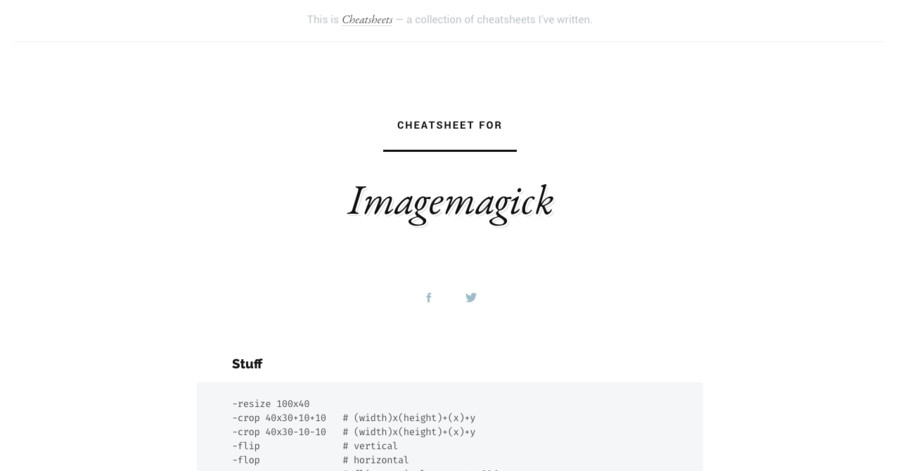 This is Cheatsheets — a collection of cheatsheets I've written.
CHEATSHEET FOR
Imagemagick
Stuff
-resize 100x40
-crop 40x30+10+10   # (width)x(height)+(x)+y
-crop 40x30-10-10   # (width)x(height)+(x)+y
-flip               # vertical
-flop               # horizontal